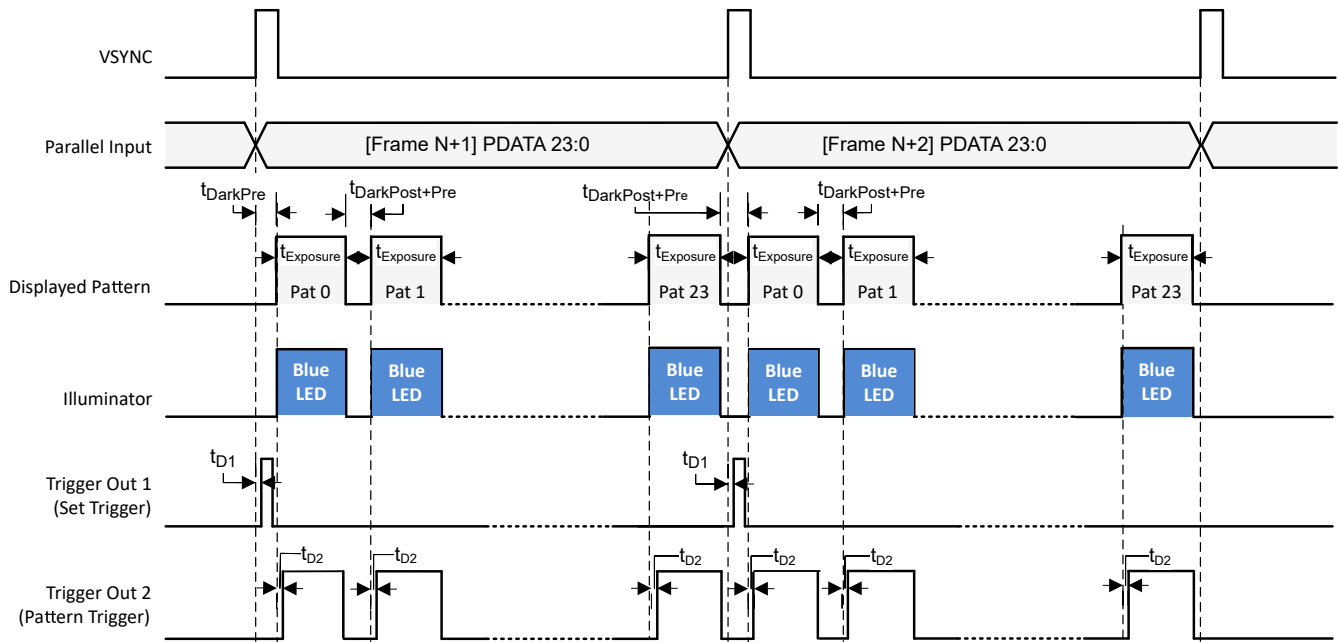 VSYNC
Parallel Input
[Frame N+1] PDATA 23:0
[Frame N+2] PDATA 23:0
tDarkPre
tDarkPost+Pre
tDarkPost+Pre
tDarkPost+Pre
Displayed Pattern
tExposure
Pat 0
tExposure
Pat 1
tExposure
Pat 23
tExposure
Pat 0
tExposure
Pat 1
tExposure
Pat 23
Illuminator
Blue
LED
Blue
LED
Blue
LED
Blue
LED
Blue
LED
Blue
LED
Trigger Out 1
(Set Trigger)
tD1
tD1
Trigger Out 2
(Pattern Trigger)
tD2
tD2
tD2
tD2
tD2
tD2